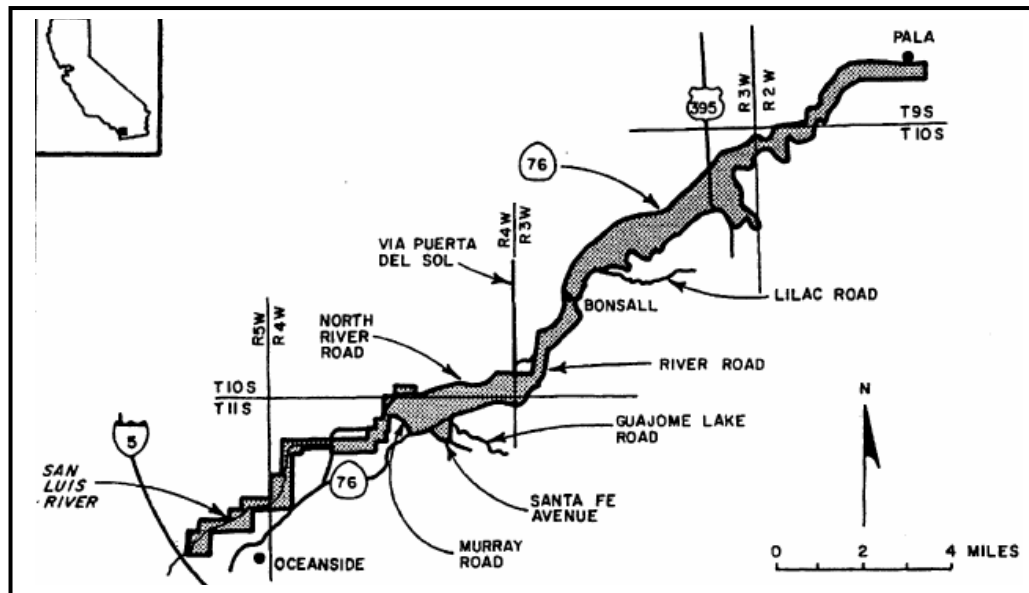 PALA
395
R3W
R2W
T9S
T10S
76
R4W
R3W
VIA PUERTA
DEL SOL
LILAC ROAD
BONSALL
NORTH
RIVER
ROAD
R5W
R4W
RIVER ROAD
T10S
T11S
N
GUAJOME LAKE
ROAD
5
76
SAN
LUIS
RIVER
SANTA FE
AVENUE
MURRAY
ROAD
OCEANSIDE
0 2 4 MILES